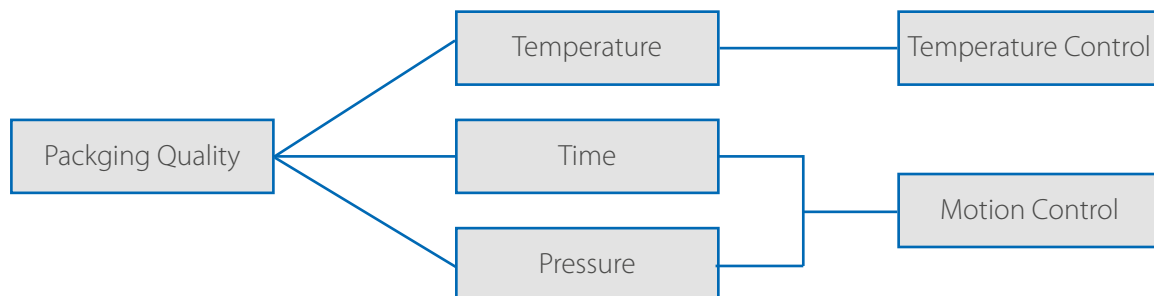 Temperature
Temperature Control
Packging Quality
Time
Motion Control
Pressure